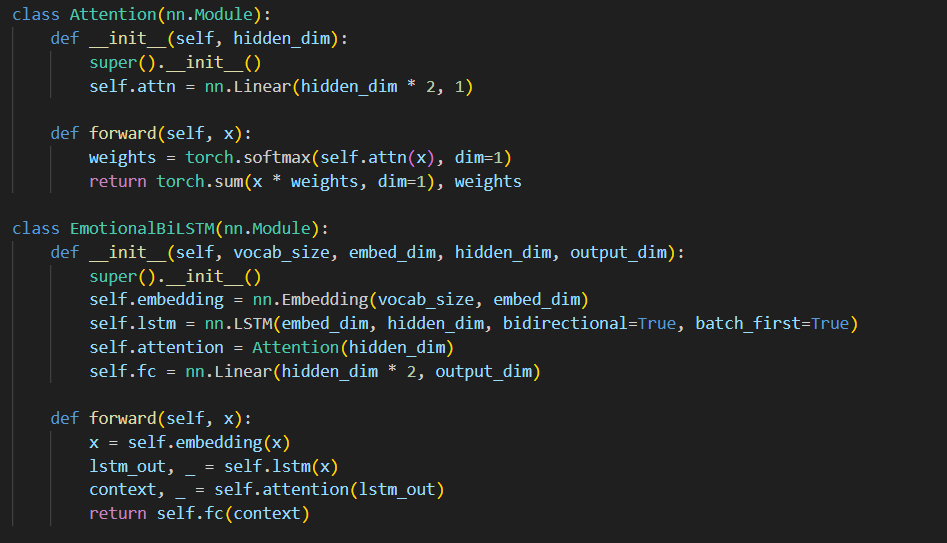 class Attention(nn.Module):
    def __init__(self, hidden_dim):
        super().__init__()
        self.attn = nn.Linear(hidden_dim * 2, 1)

    def forward(self, x):
        weights = torch.softmax(self.attn(x), dim=1)
        return torch.sum(x * weights, dim=1), weights

class EmotionalBiLSTM(nn.Module):
    def __init__(self, vocab_size, embed_dim, hidden_dim, output_dim):
        super().__init__()
        self.embedding = nn.Embedding(vocab_size, embed_dim)
        self.lstm = nn.LSTM(embed_dim, hidden_dim, bidirectional=True, batch_first=True)
        self.attention = Attention(hidden_dim)
        self.fc = nn.Linear(hidden_dim * 2, output_dim)

    def forward(self, x):
        x = self.embedding(x)
        lstm_out, _ = self.lstm(x)
        context, _ = self.attention(lstm_out)
        return self.fc(context)